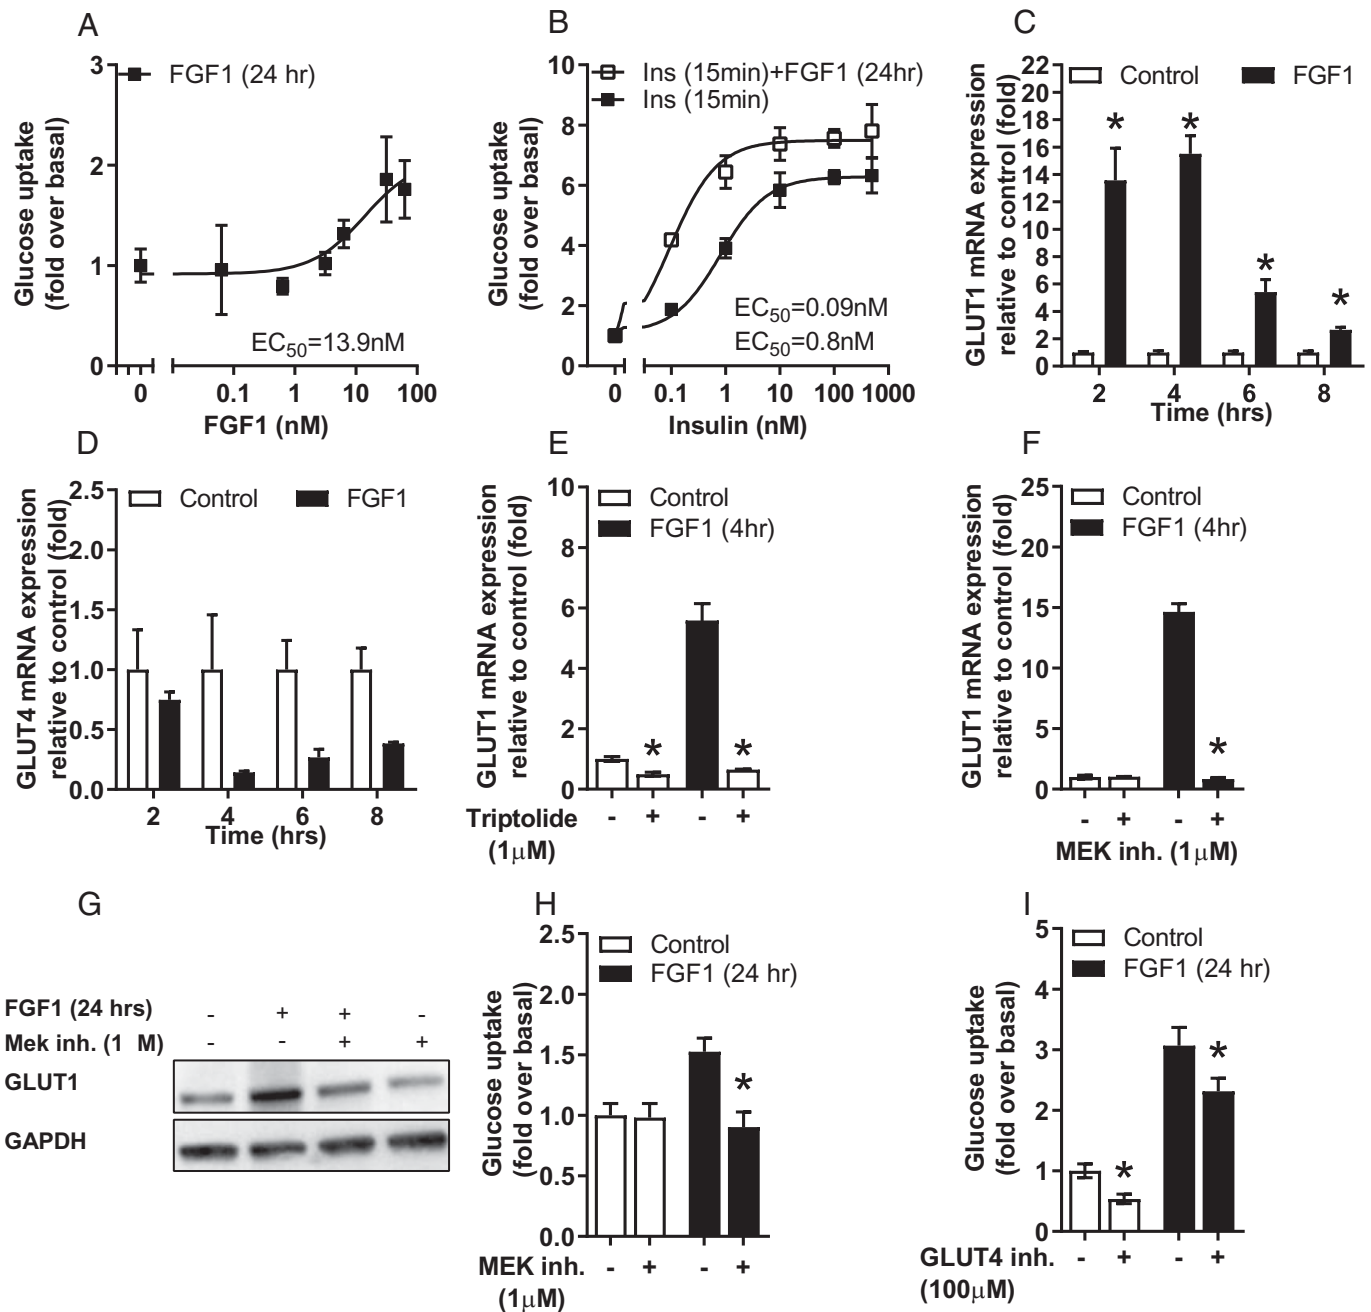 A
3
2
1
0
Glucose uptake
(fold over basal)
FGF1 (24 hr)
EC50=13.9nM
0 0.1 1 10 100
FGF1 (nM)
B
10
8
6
4
2
0
Glucose uptake
(fold over basal)
Ins (15min)+FGF1 (24hr)
Ins (15min)
EC50=0.09nM
EC50=0.8nM
0 0.1 1 10 100 1000
Insulin (nM)
C
22
20
18
16
14
12
10
8
6
4
2
0
GLUT1 mRNA expression
relative to control (fold)
Control FGF1
* * * *
2 4 6 8
Time (hrs)
D
2.5
2.0
1.5
1.0
0.5
0.0
GLUT4 mRNA expression
relative to control (fold)
Control FGF1
2 4 6 8
Time (hrs)
E
10
8
6
4
2
0
GLUT1 mRNA expression
relative to control (fold)
Control
FGF1 (4hr)
* *
Triptolide - + - +
(1μM)
F
25
20
15
10
5
0
GLUT1 mRNA expression
relative to control (fold)
Control
FGF1 (4hr)
*
- + - +
MEK inh. (1μM)
G
FGF1 (24 hrs) - + + -
Mek inh. (1 M) - - + +
GLUT1
GAPDH
H
2.5
2.0
1.5
1.0
0.5
0.0
Glucose uptake
(fold over basal)
Control
FGF1 (24 hr)
*
MEK inh. - + - +
(1μM)
I
5
4
3
2
1
0
Glucose uptake
(fold over basal)
Control
FGF1 (24 hr)
* *
GLUT4 inh. - + - +
(100μM)